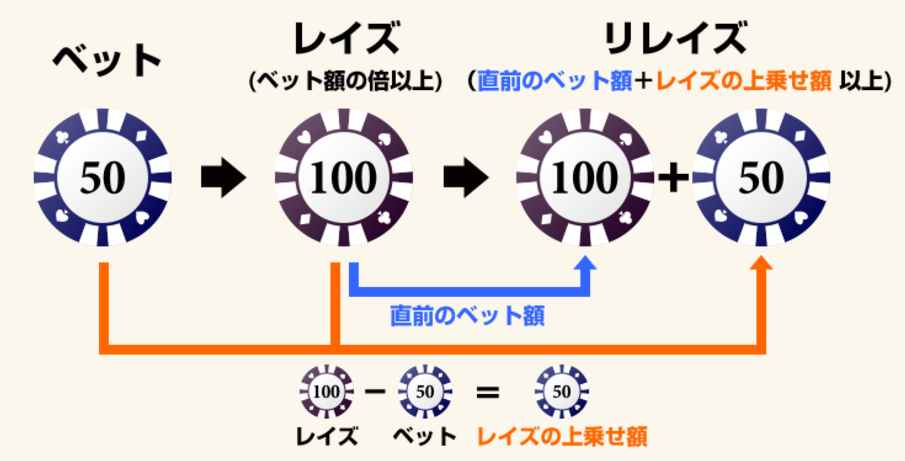 ベット
レイズ
(ベット額の倍以上)
リレイズ
(直前のベット額+レイズの上乗せ額 以上)
50
100
100+50
直前のベット額
100 − 50 = 50
レイズ ベット レイズの上乗せ額